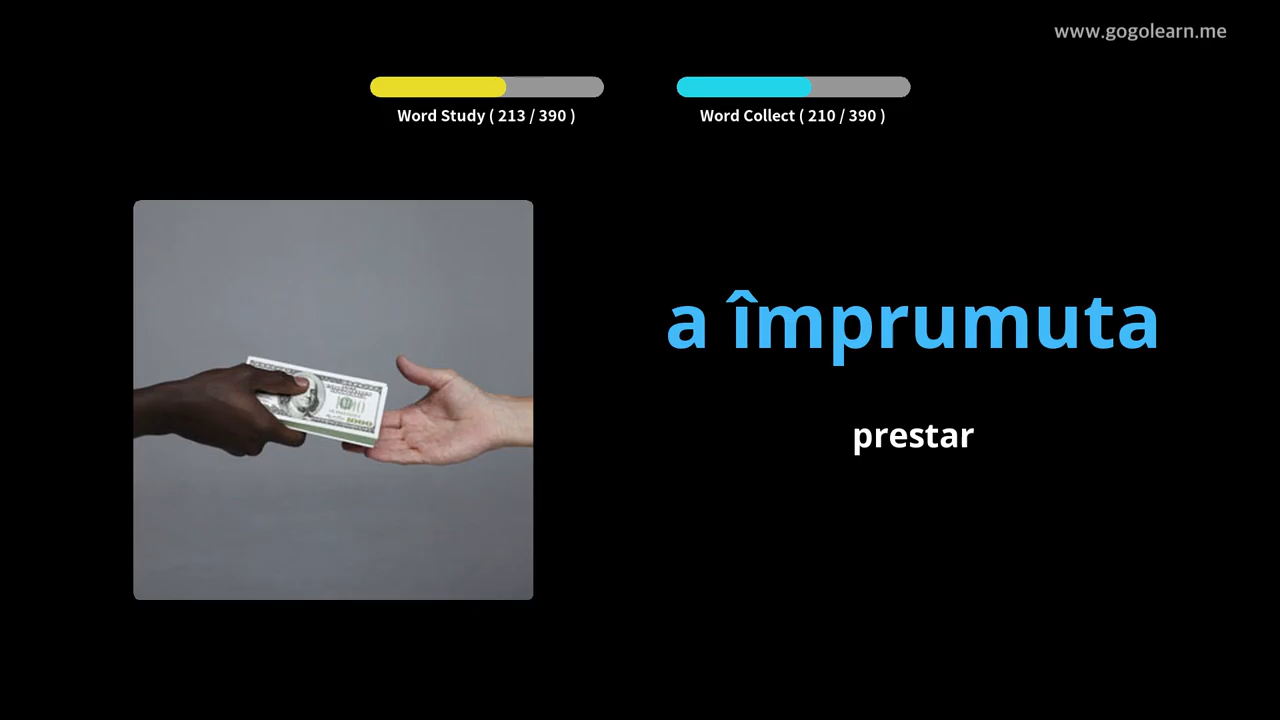 www.gogolearn.me
Word Study ( 213 / 390 )
Word Collect ( 210 / 390 )
a împrumuta
prestar